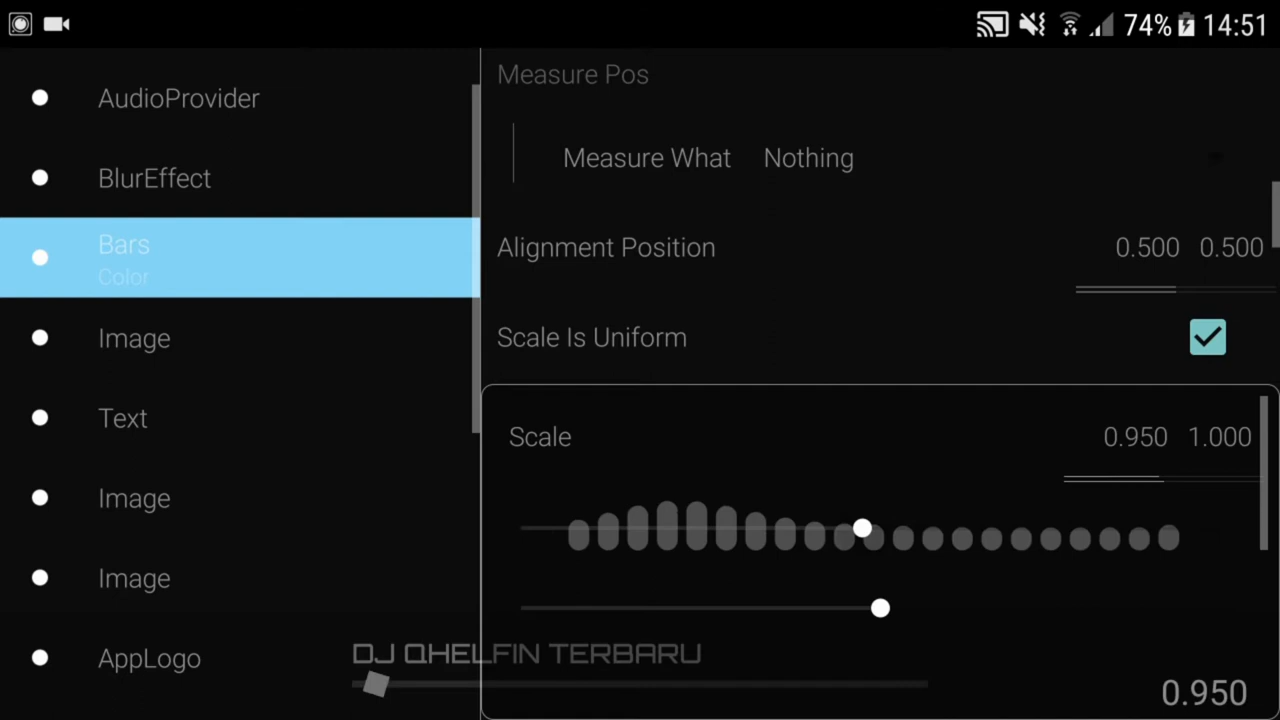 74% 14:51
AudioProvider
BlurEffect
Bars
Color
Image
Text
Image
Image
AppLogo
Measure Pos
Measure What Nothing
Alignment Position 0.500 0.500
Scale Is Uniform
Scale 0.950 1.000
DJ QHELFIN TERBARU
0.950